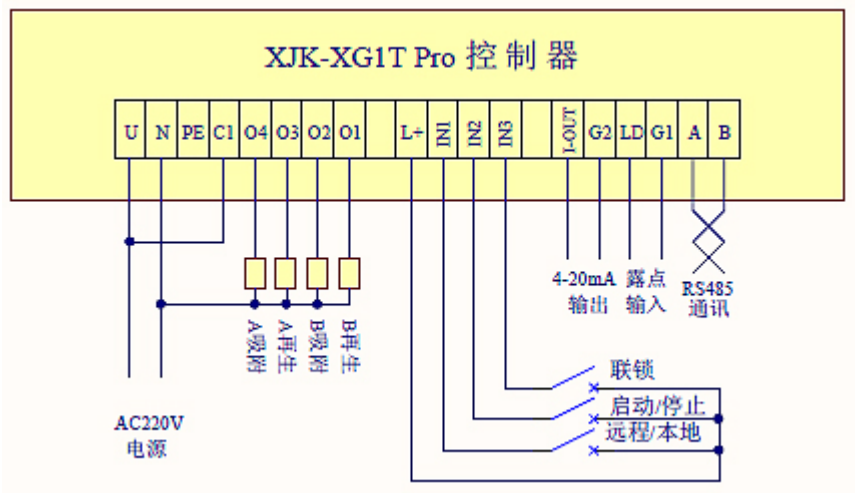 XJK-XG1T Pro 控制器
U N PE C1 O4 O3 O2 O1 L+ IN1 IN2 IN3 I-OUT G2 LD G1 A B
4-20mA
输出
露点
输入
RS485
通讯
A吸附
A再生
B吸附
B再生
联锁
启动/停止
远程/本地
AC220V
电源